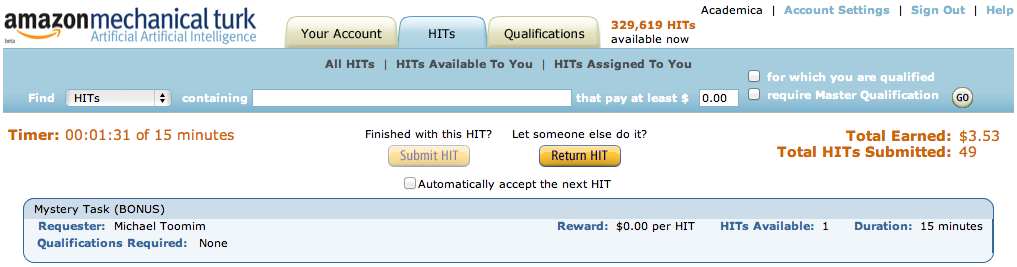 Academica | Account Settings | Sign Out | Help
amazonmechanical turk
beta
Artificial Artificial Intelligence
Your Account HITs Qualifications
329,619 HITs
available now
All HITs | HITs Available To You | HITs Assigned To You
Find HITs containing that pay at least $ 0.00
for which you are qualified
require Master Qualification
GO
Timer: 00:01:31 of 15 minutes
Finished with this HIT? Let someone else do it?
Submit HIT Return HIT
Automatically accept the next HIT
Total Earned: $3.53
Total HITs Submitted: 49
Mystery Task (BONUS)
Requester: Michael Toomim Reward: $0.00 per HIT HITs Available: 1 Duration: 15 minutes
Qualifications Required: None